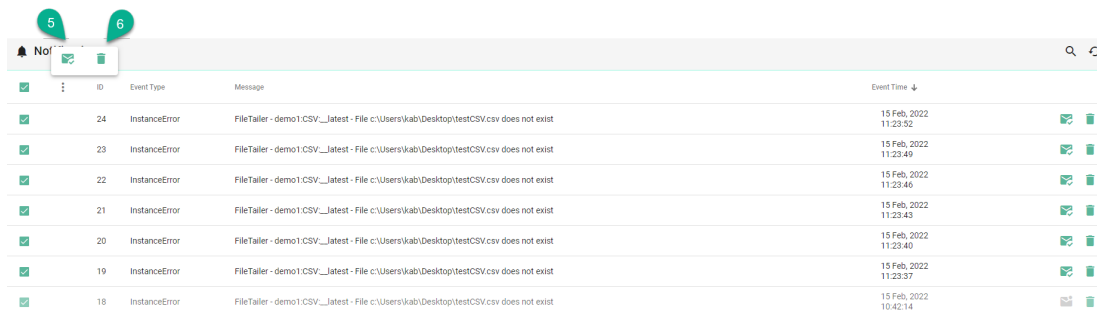 5 6
ID Event Type Message Event Time
24 InstanceError FileTailer - demo1:CSV:__latest - File c:\Users\kab\Desktop\testCSV.csv does not exist 15 Feb, 2022
11:23:52
23 InstanceError FileTailer - demo1:CSV:__latest - File c:\Users\kab\Desktop\testCSV.csv does not exist 15 Feb, 2022
11:23:49
22 InstanceError FileTailer - demo1:CSV:__latest - File c:\Users\kab\Desktop\testCSV.csv does not exist 15 Feb, 2022
11:23:46
21 InstanceError FileTailer - demo1:CSV:__latest - File c:\Users\kab\Desktop\testCSV.csv does not exist 15 Feb, 2022
11:23:43
20 InstanceError FileTailer - demo1:CSV:__latest - File c:\Users\kab\Desktop\testCSV.csv does not exist 15 Feb, 2022
11:23:40
19 InstanceError FileTailer - demo1:CSV:__latest - File c:\Users\kab\Desktop\testCSV.csv does not exist 15 Feb, 2022
11:23:37
18 InstanceError FileTailer - demo1:CSV:__latest - File c:\Users\kab\Desktop\testCSV.csv does not exist 15 Feb, 2022
10:42:14